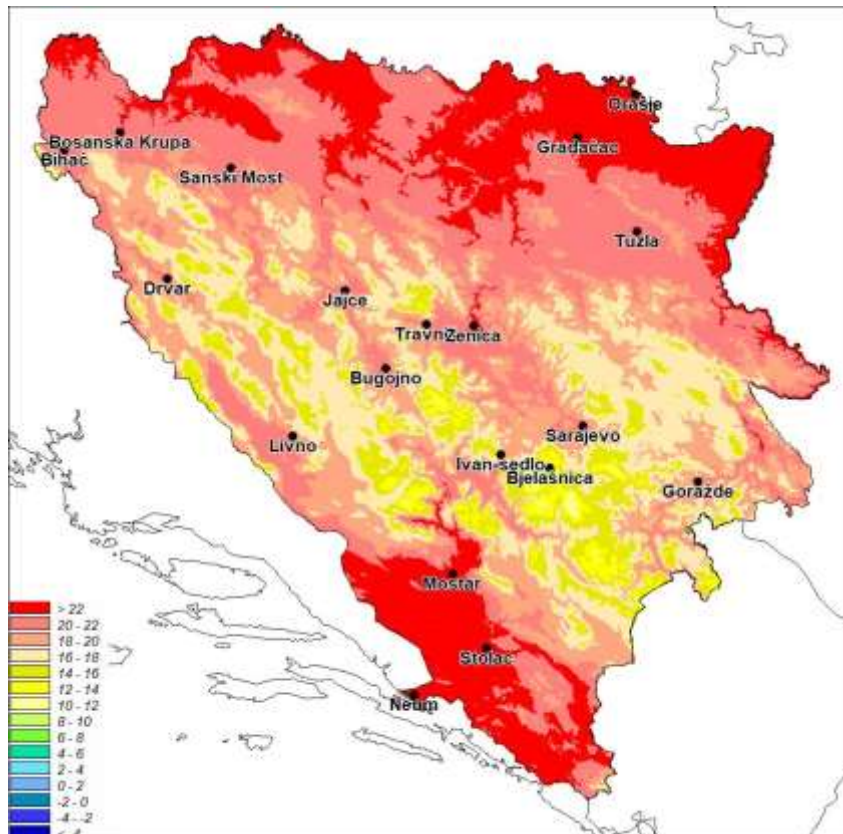 Orašje
Bosanska Krupa
Gradačac
Bihać
Sanski Most
Tuzla
Drvar
Jajce
Travnik
Zenica
Bugojno
Sarajevo
Livno
Ivan-sedlo
Bjelašnica
Goražde
Mostar
Stolac
Neum
> 22
20 - 22
18 - 20
16 - 18
14 - 16
12 - 14
10 - 12
8 - 10
6 - 8
4 - 6
2 - 4
0 - 2
-2 - 0
-4 - -2
< -4